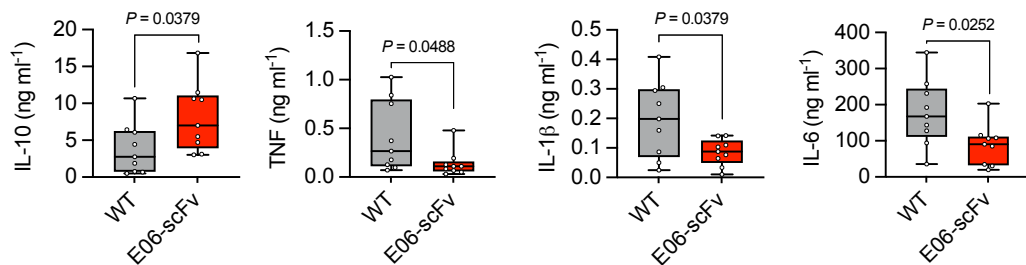 P = 0.0379
IL-10 (ng ml⁻¹)
20
15
10
5
0
WT
E06-scFv
P = 0.0488
TNF (ng ml⁻¹)
1.5
1.0
0.5
0.0
WT
E06-scFv
P = 0.0379
IL-1β (ng ml⁻¹)
0.5
0.4
0.3
0.2
0.1
0.0
WT
E06-scFv
P = 0.0252
IL-6 (ng ml⁻¹)
400
300
200
100
0
WT
E06-scFv